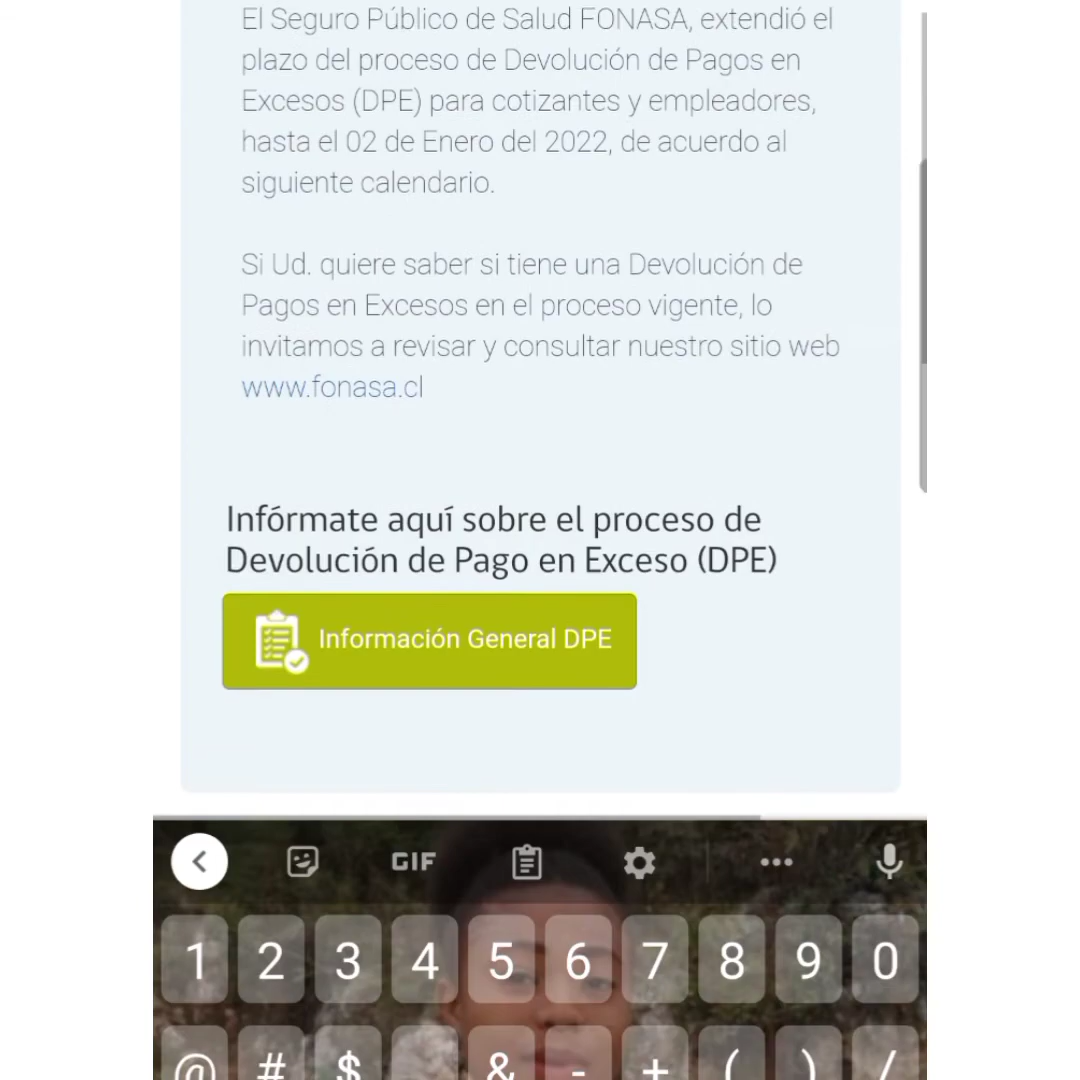 El Seguro Público de Salud FONASA, extendió el
plazo del proceso de Devolución de Pagos en
Excesos (DPE) para cotizantes y empleadores,
hasta el 02 de Enero del 2022, de acuerdo al
siguiente calendario.
Si Ud. quiere saber si tiene una Devolución de
Pagos en Excesos en el proceso vigente, lo
invitamos a revisar y consultar nuestro sitio web
www.fonasa.cl
Infórmate aquí sobre el proceso de
Devolución de Pago en Exceso (DPE)
Información General DPE
GIF
1 2 3 4 5 6 7 8 9 0
@ # $ & - + ( ) /